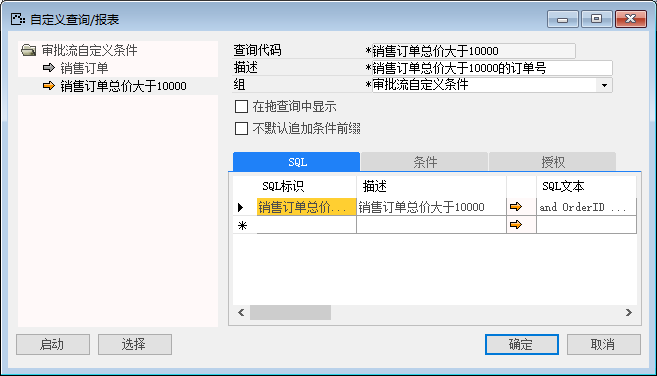 自定义查询/报表
审批流自定义条件
销售订单
销售订单总价大于10000
查询代码 *销售订单总价大于10000
描述 *销售订单总价大于10000的订单号
组 *审批流自定义条件
在拖查询中显示
不默认追加条件前缀
SQL 条件 授权
SQL标识 描述 SQL文本
销售订单总价... 销售订单总价大于10000 and OrderID ...
*
启动 选择 确定 取消